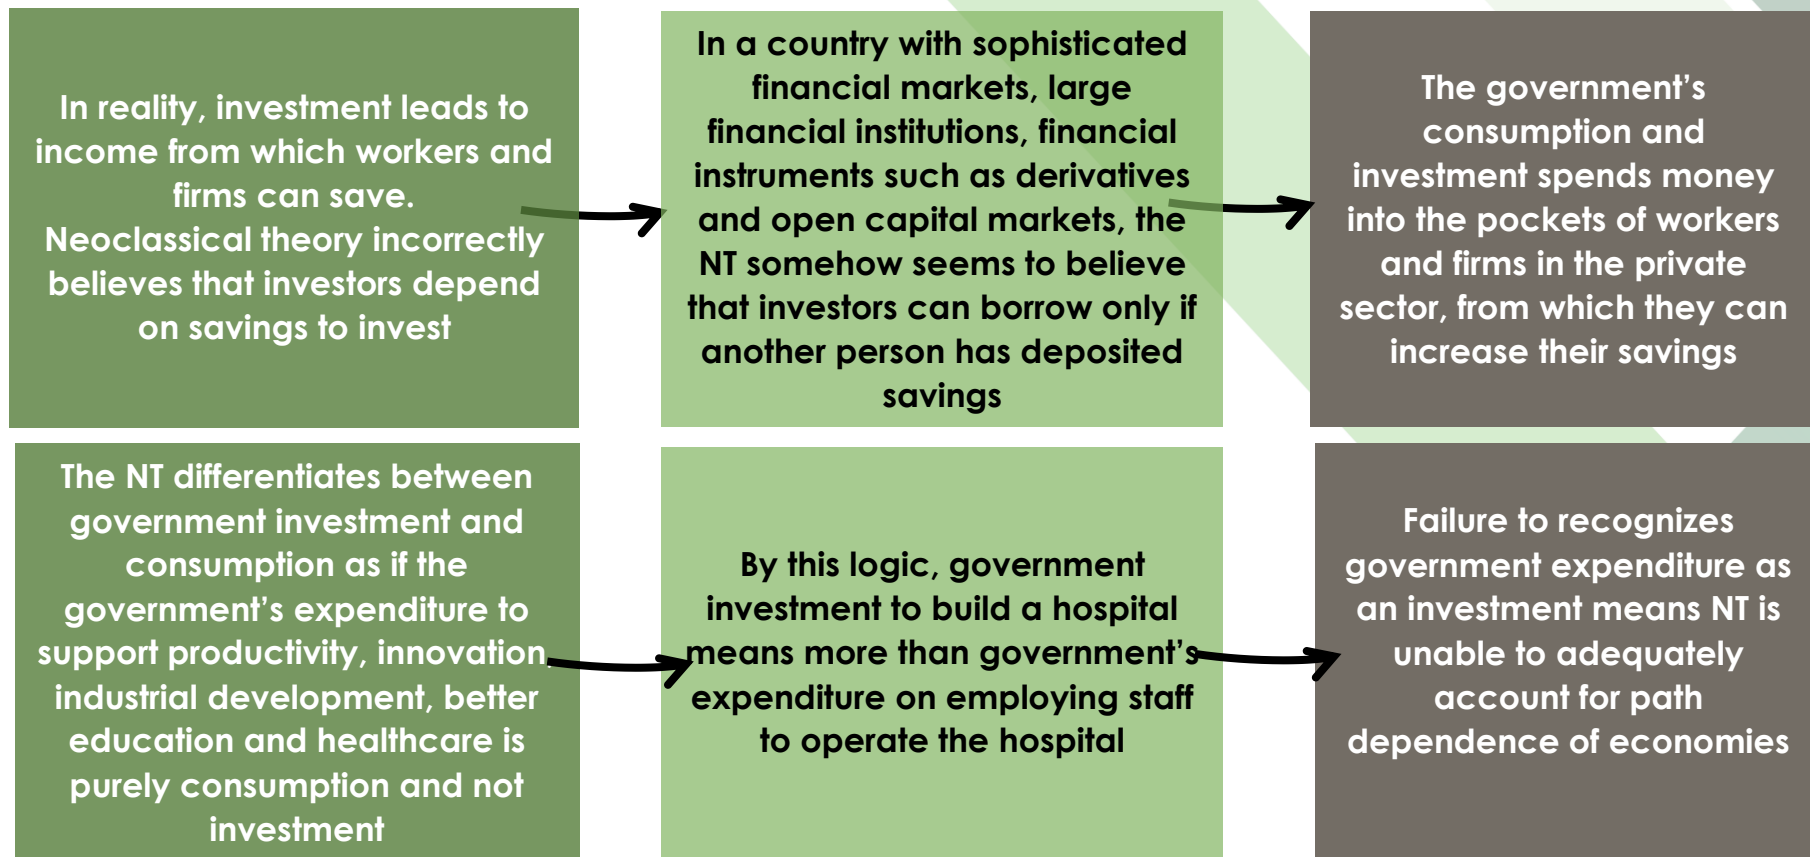 In reality, investment leads to
income from which workers and
firms can save.
Neoclassical theory incorrectly
believes that investors depend
on savings to invest
In a country with sophisticated
financial markets, large
financial institutions, financial
instruments such as derivatives
and open capital markets, the
NT somehow seems to believe
that investors can borrow only if
another person has deposited
savings
The government’s
consumption and
investment spends money
into the pockets of workers
and firms in the private
sector, from which they can
increase their savings
The NT differentiates between
government investment and
consumption as if the
government’s expenditure to
support productivity, innovation,
industrial development, better
education and healthcare is
purely consumption and not
investment
By this logic, government
investment to build a hospital
means more than government’s
expenditure on employing staff
to operate the hospital
Failure to recognizes
government expenditure as
an investment means NT is
unable to adequately
account for path
dependence of economies